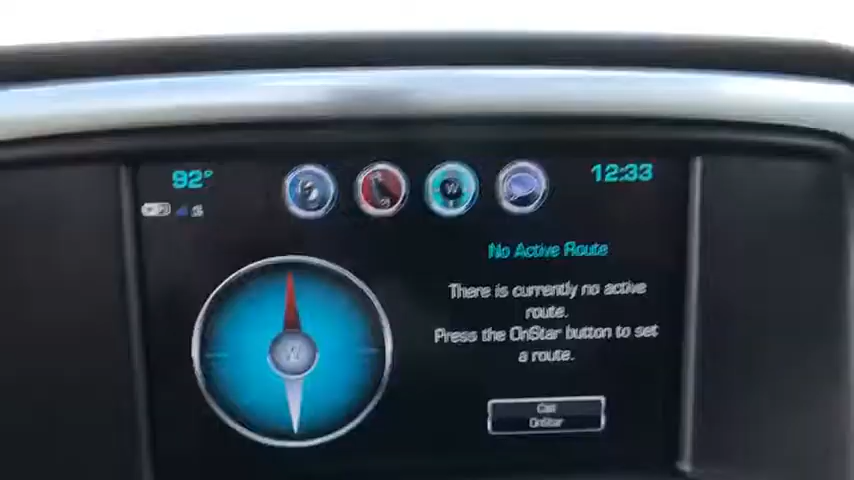 92°
12:33
No Active Route
There is currently no active
route.
Press the OnStar button to set
a route.
Call
OnStar